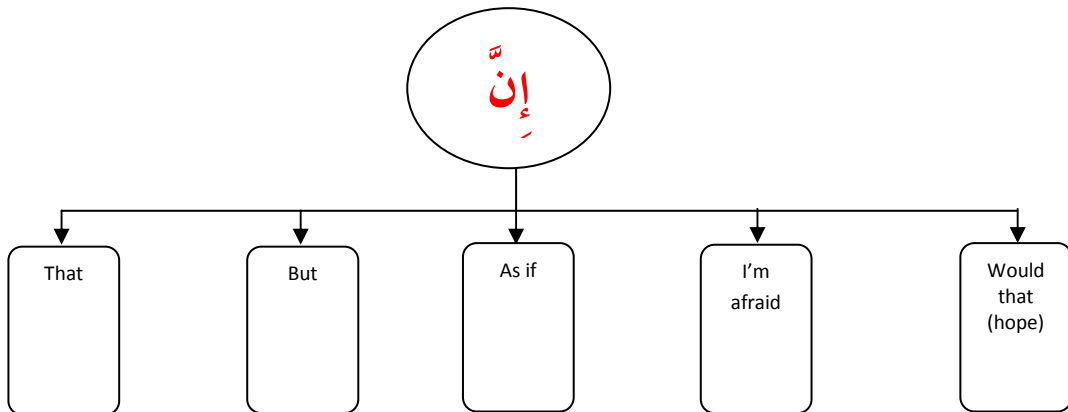 إِنَّ
That
But
As if
I’m
afraid
Would
that
(hope)